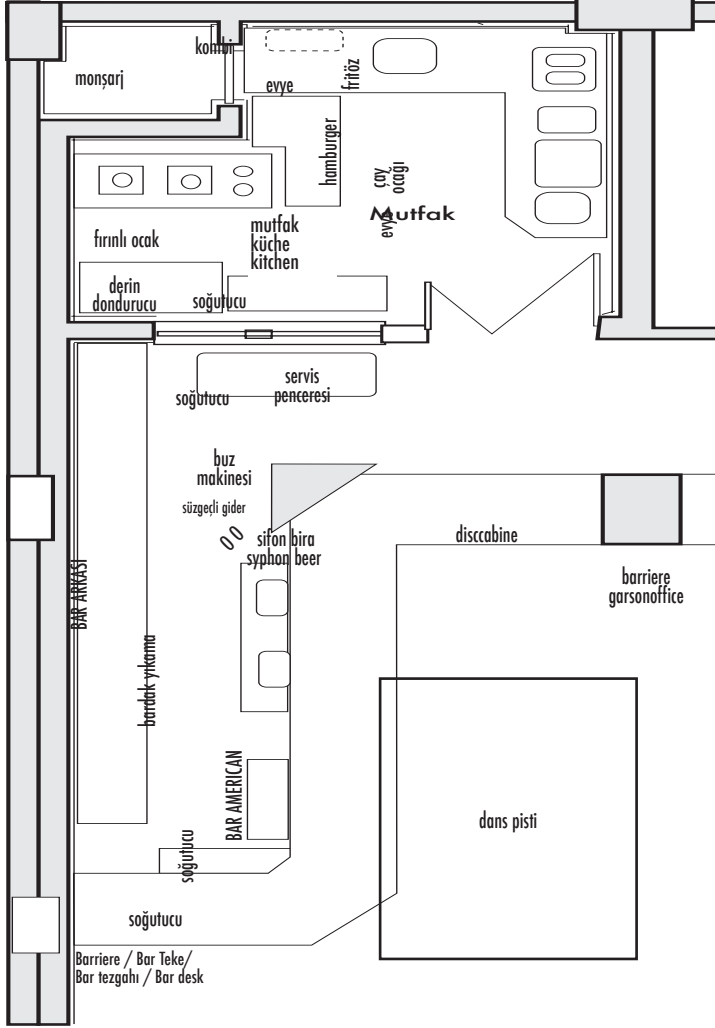 kombi
monşarj
evye
fritöz
hamburger
çay
ocağı
evye
Mutfak
fırınlı ocak
mutfak
küche
kitchen
derin
dondurucu
soğutucu
servis
penceresi
soğutucu
buz
makinesi
süzgeçli gider
sifon bira
syphon beer
disccabine
barriere
garsonoffice
BAR ARKASI
bardak yıkama
BAR AMERICAN
dans pisti
soğutucu
soğutucu
Barriere / Bar Teke/
Bar tezgahı / Bar desk